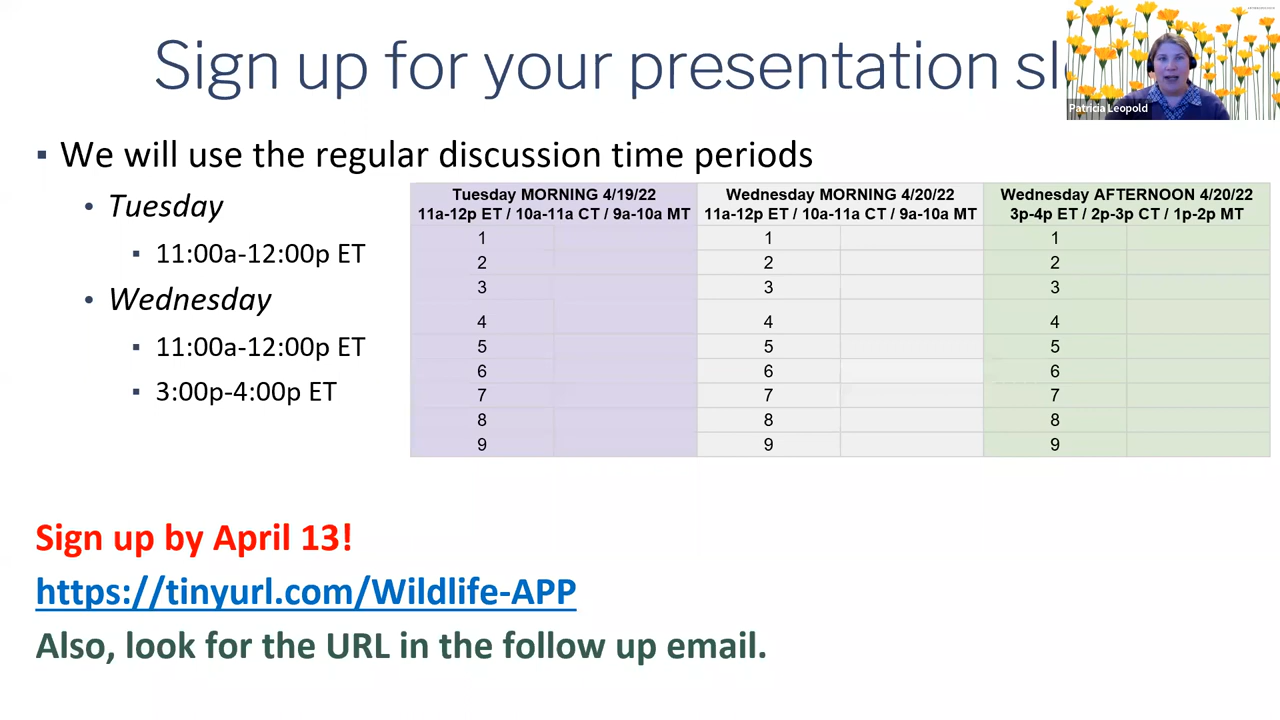 Sign up for your presentation
Patricia Leopold
▪ We will use the regular discussion time periods
• Tuesday
▪ 11:00a-12:00p ET
• Wednesday
▪ 11:00a-12:00p ET
▪ 3:00p-4:00p ET
Tuesday MORNING 4/19/22 Wednesday MORNING 4/20/22 Wednesday AFTERNOON 4/20/22
11a-12p ET / 10a-11a CT / 9a-10a MT 11a-12p ET / 10a-11a CT / 9a-10a MT 3p-4p ET / 2p-3p CT / 1p-2p MT
1 1 1
2 2 2
3 3 3
4 4 4
5 5 5
6 6 6
7 7 7
8 8 8
9 9 9
Sign up by April 13!
https://tinyurl.com/Wildlife-APP
Also, look for the URL in the follow up email.